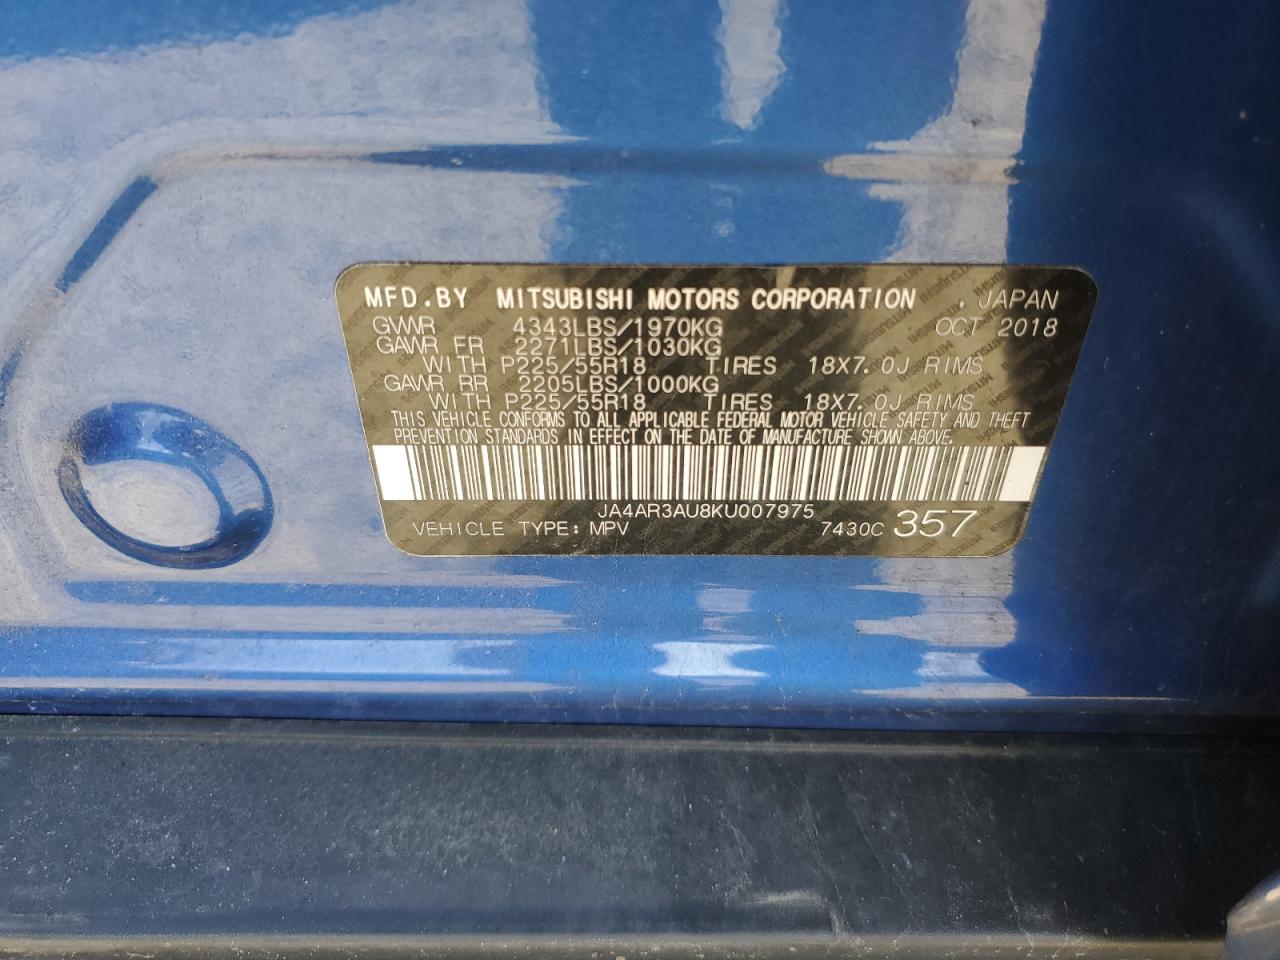 MFD.BY MITSUBISHI MOTORS CORPORATION . JAPAN
GVWR 4343LBS/1970KG OCT 2018
GAWR FR 2271LBS/1030KG
WITH P225/55R18 TIRES 18X7.0J RIMS
GAWR RR 2205LBS/1000KG
WITH P225/55R18 TIRES 18X7.0J RIMS
THIS VEHICLE CONFORMS TO ALL APPLICABLE FEDERAL MOTOR VEHICLE SAFETY AND THEFT
PREVENTION STANDARDS IN EFFECT ON THE DATE OF MANUFACTURE SHOWN ABOVE.
JA4AR3AU8KU007975
VEHICLE TYPE: MPV 7430C 357